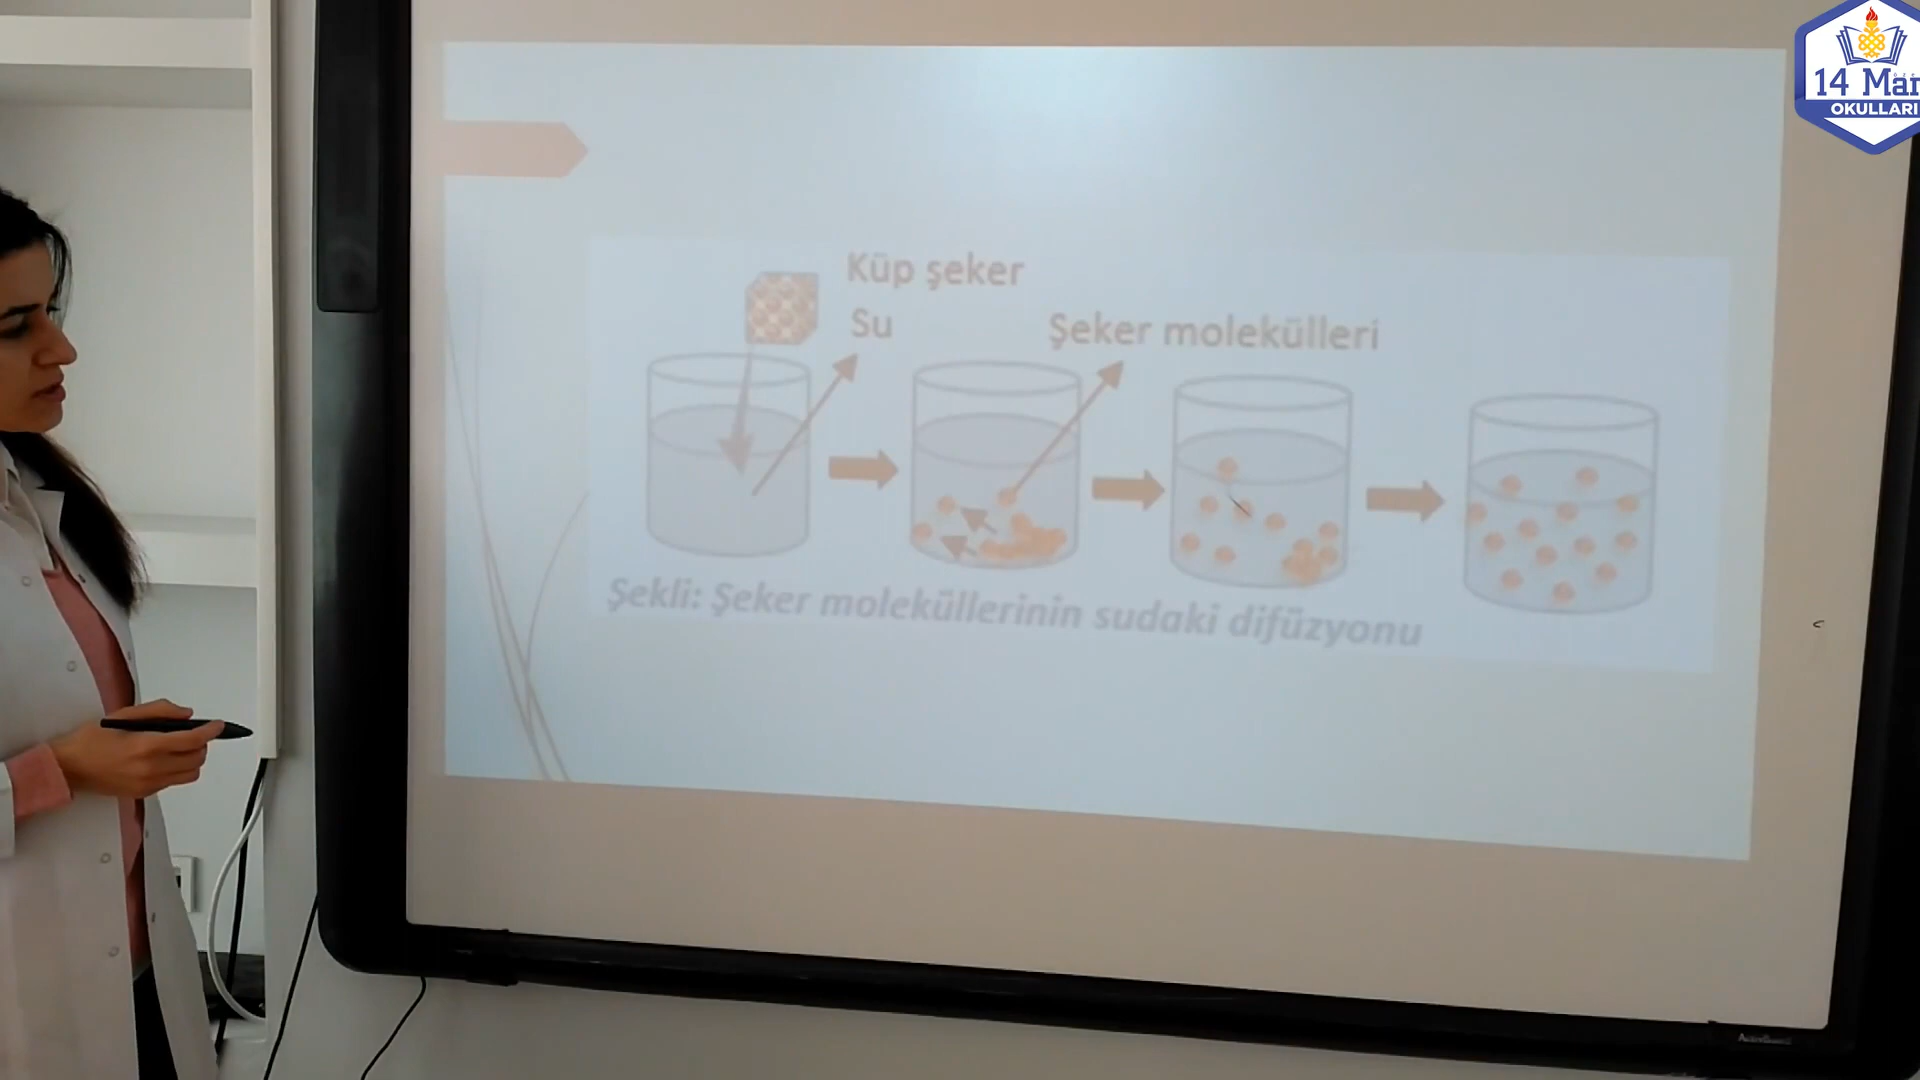 Küp şeker
Su
Şeker molekülleri
Şekli: Şeker moleküllerinin sudaki difüzyonu
14 Mar
OKULLARI